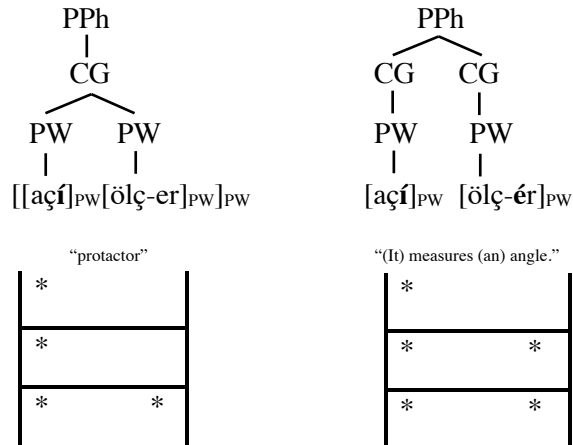 PPh PPh
CG CG CG
PW PW PW PW
[[açí]PW[ölç-er]PW]PW [açí]PW [ölç-ér]PW
“protactor” “(It) measures (an) angle.”
* *
* * *
* * * *